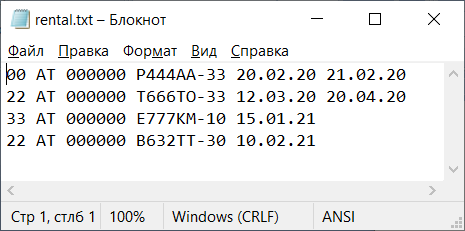 rental.txt – Блокнот
Файл Правка Формат Вид Справка
00 AT 000000 P444AA-33 20.02.20 21.02.20
22 AT 000000 T666TO-33 12.03.20 20.04.20
33 AT 000000 E777KM-10 15.01.21
22 AT 000000 B632TT-30 10.02.21
Стр 1, стлб 1 100% Windows (CRLF) ANSI